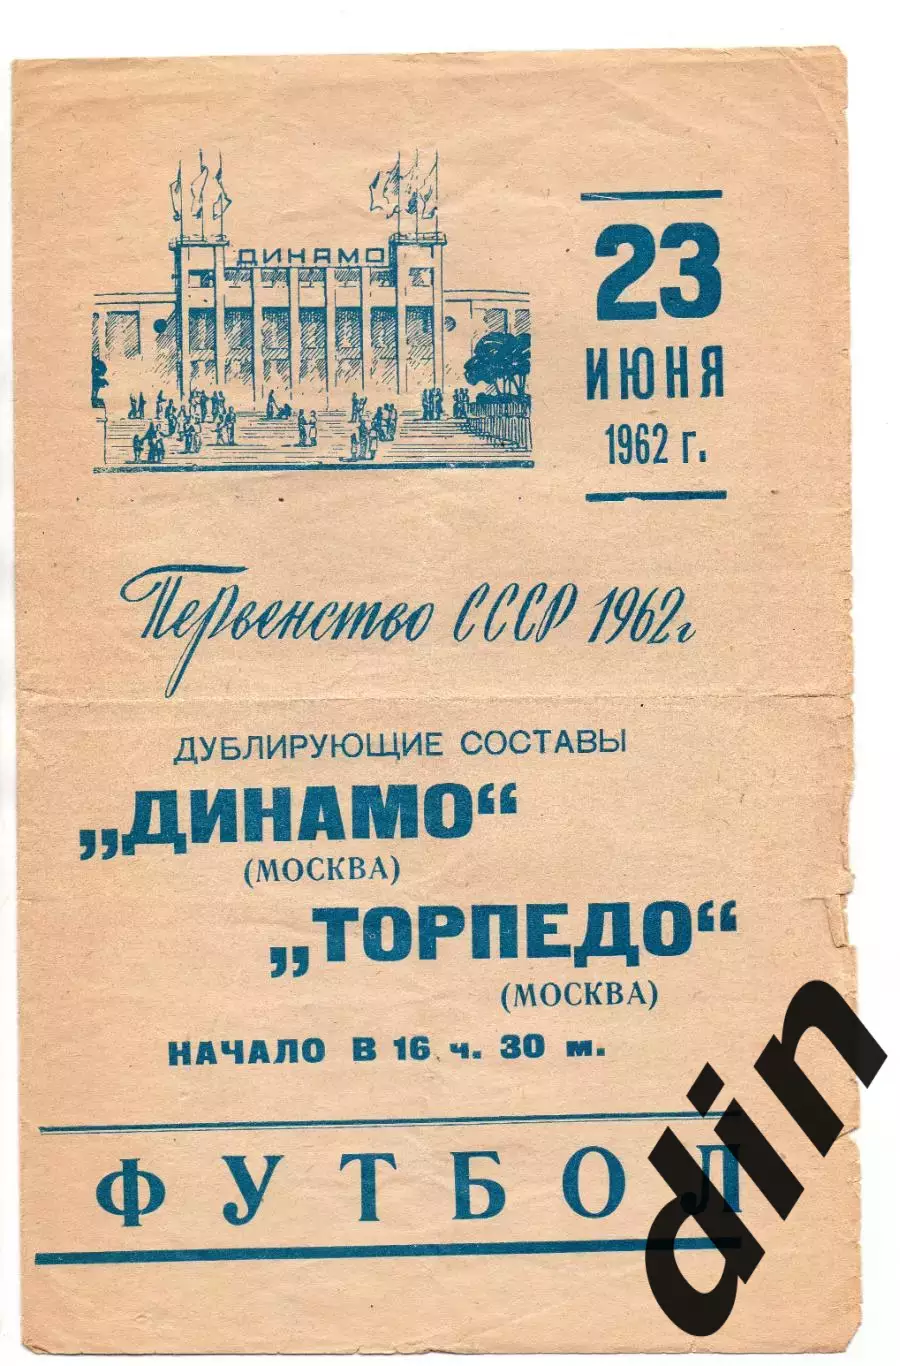 ДИНАМО
23
ИЮНЯ
1962 г.
Первенство СССР 1962г
ДУБЛИРУЮЩИЕ СОСТАВЫ
„ДИНАМО“
(МОСКВА)
„ТОРПЕДО“
(МОСКВА)
НАЧАЛО В 16 ч. 30 м.
ФУТБОЛ
din